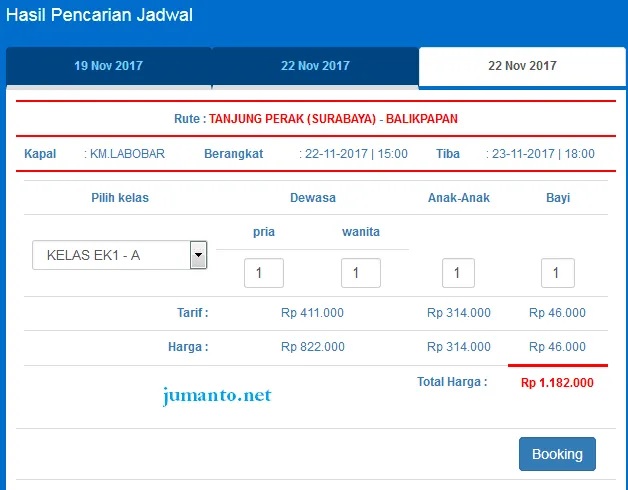 Hasil Pencarian Jadwal
19 Nov 2017 22 Nov 2017 22 Nov 2017
Rute : TANJUNG PERAK (SURABAYA) - BALIKPAPAN
Kapal : KM.LABOBAR Berangkat : 22-11-2017 | 15:00 Tiba : 23-11-2017 | 18:00
Pilih kelas Dewasa Anak-Anak Bayi
pria wanita
KELAS EK1 - A 1 1 1 1
Tarif : Rp 411.000 Rp 314.000 Rp 46.000
Harga : Rp 822.000 Rp 314.000 Rp 46.000
Total Harga : Rp 1.182.000
jumanto.net
Booking